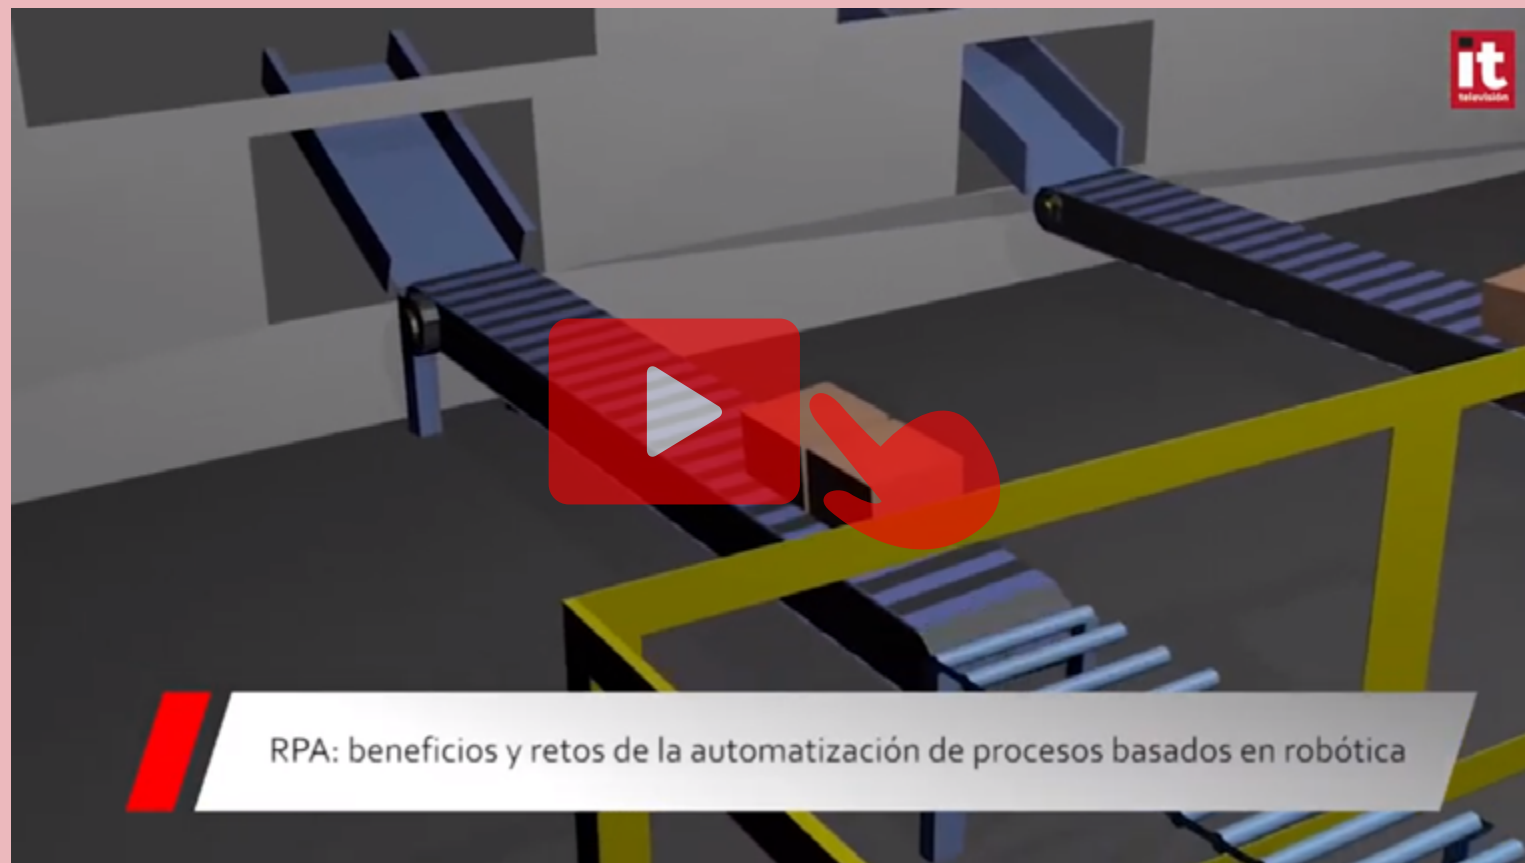 it
televisión
RPA: beneficios y retos de la automatización de procesos basados en robótica